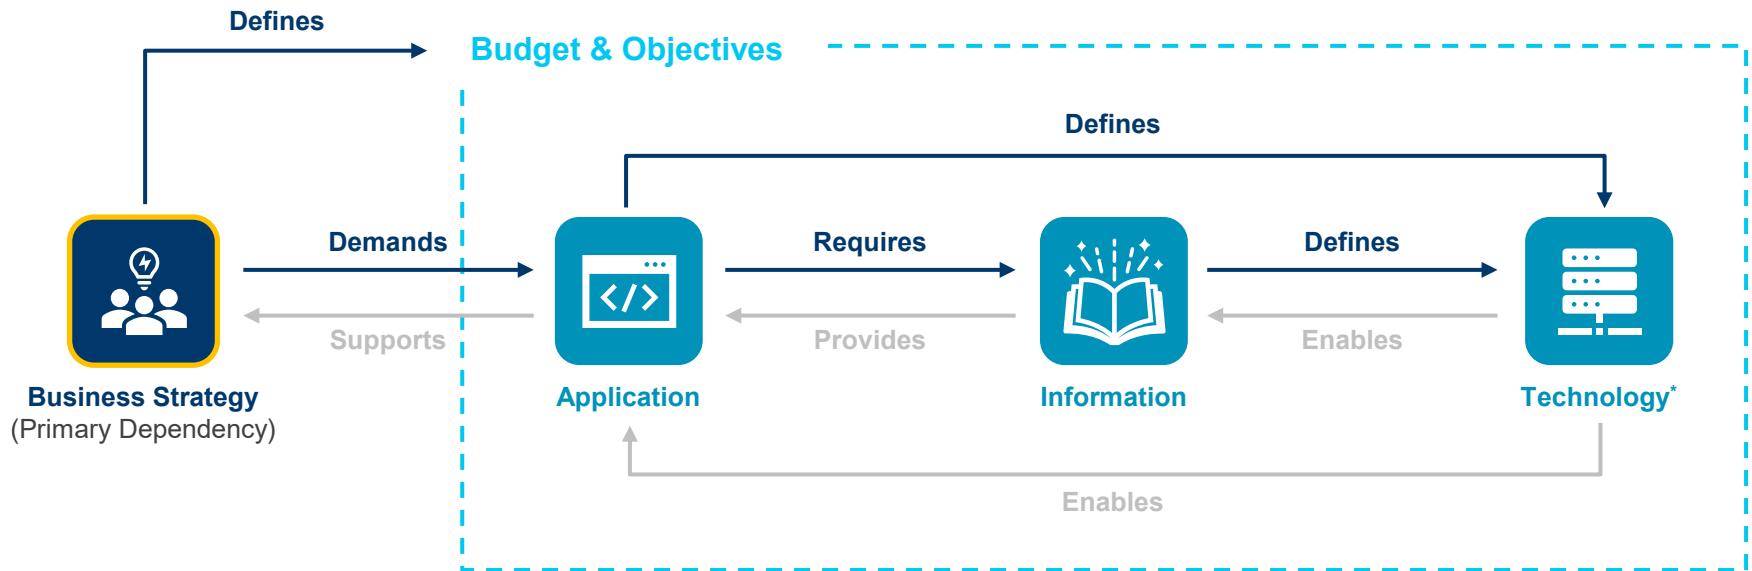 Defines
Budget & Objectives
Defines
Demands
Requires
Defines
Supports
Provides
Enables
Business Strategy
(Primary Dependency)
Application
Information
Technology*
Enables